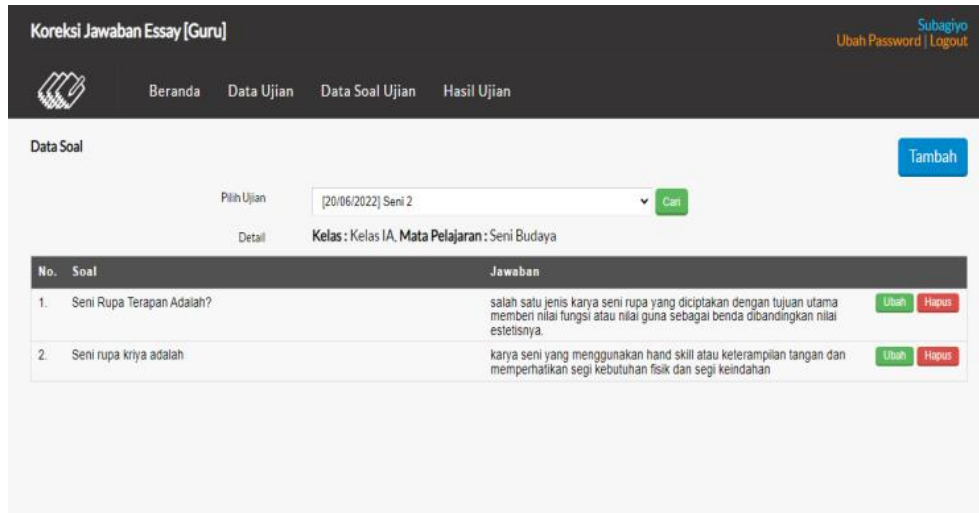 Koreksi Jawaban Essay [Guru]
Subagiyo
Ubah Password | Logout
Beranda Data Ujian Data Soal Ujian Hasil Ujian
Data Soal
Tambah
Pilih Ujian [20/06/2022] Seni 2 Cari
Detail Kelas : Kelas IA, Mata Pelajaran : Seni Budaya
No. Soal Jawaban
1. Seni Rupa Terapan Adalah? salah satu jenis karya seni rupa yang diciptakan dengan tujuan utama Ubah Hapus
memberi nilai fungsi atau nilai guna sebagai benda dibandingkan nilai
estetisnya.
2. Seni rupa kriya adalah karya seni yang menggunakan hand skill atau keterampilan tangan dan Ubah Hapus
memperhatikan segi kebutuhan fisik dan segi keindahan